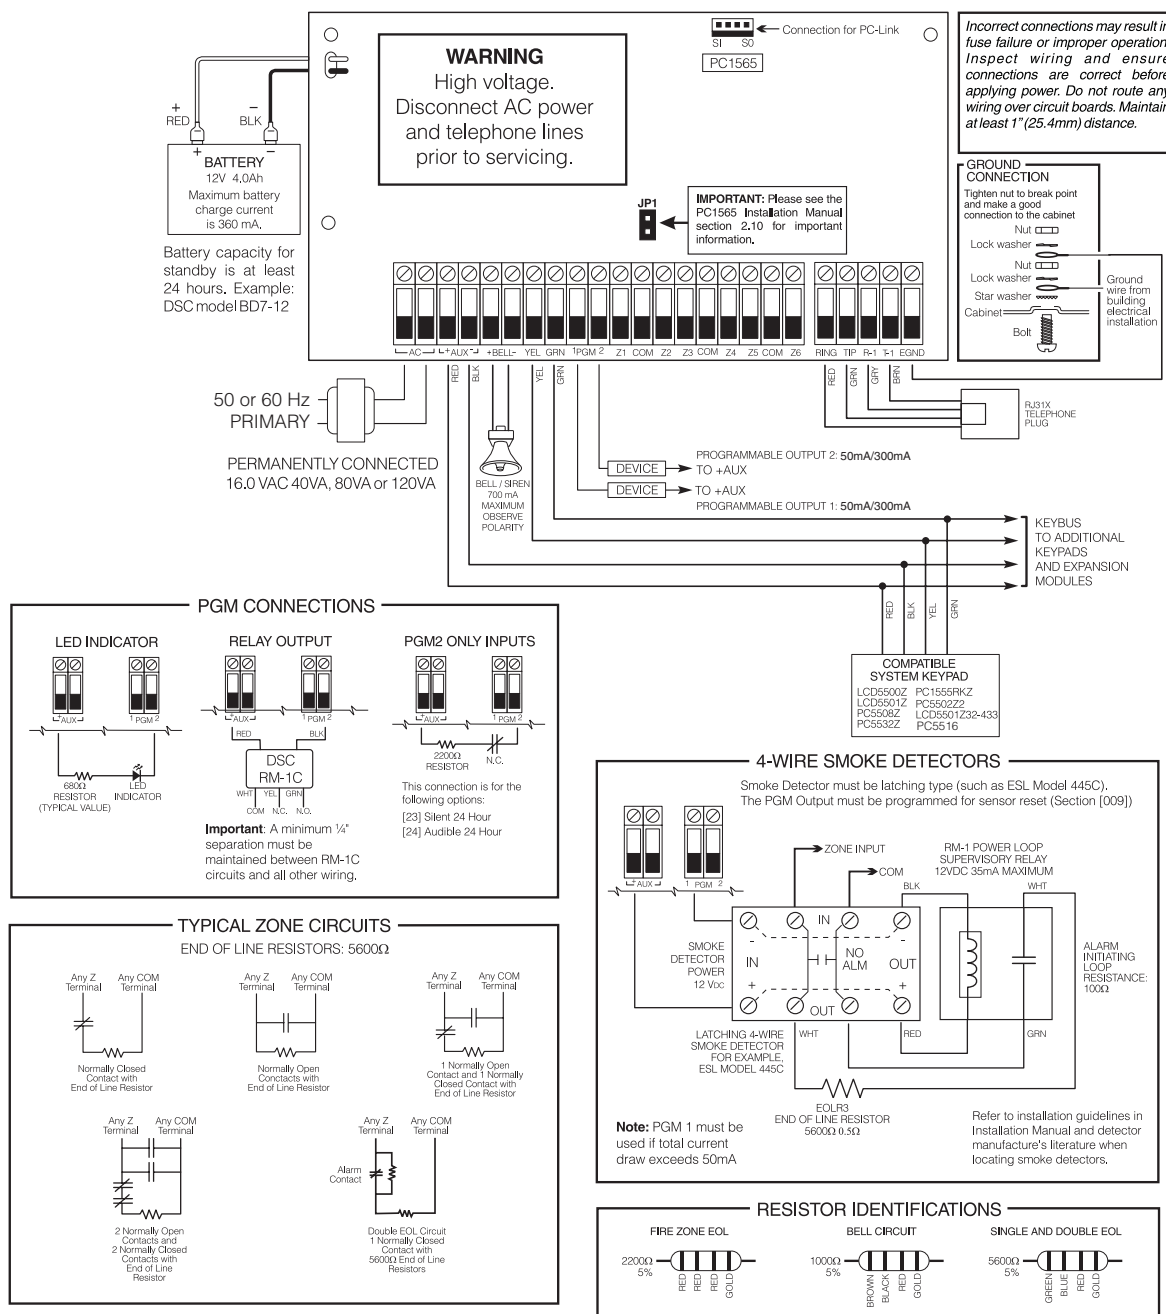 Connection for PC-Link
SI SO
PC1565
WARNING
High voltage.
Disconnect AC power
and telephone lines
prior to servicing.
Incorrect connections may result in
fuse failure or improper operation
Inspect wiring and ensure
connections are correct before
applying power. Do not route any
wiring over circuit boards. Maintain
at least 1"(25.4mm) distance.
+
RED
–
BLK
+ –
BATTERY
12V 4.0Ah
Maximum battery
charge current
is 360 mA.
Battery capacity for
standby is at least
24 hours. Example:
DSC model BD7-12
JP1
IMPORTANT: Please see the
PC1565 Installation Manual
section 2.10 for important
information.
GROUND
CONNECTION
Tighten nut to break point
and make a good
connection to the cabinet
Nut
Lock washer
Nut
Lock washer
Star washer
Cabinet
Bolt
Ground
wire from
building
electrical
installation
AC +AUX- +BELL- YEL GRN 1PGM 2 Z1 COM Z2 Z3 COM Z4 Z5 COM Z6 RING TIP R-1 T-1 EGND
RED BLK YEL GRN RED GRN GRY BRN
50 or 60 Hz
PRIMARY
PERMANENTLY CONNECTED
16.0 VAC 40VA, 80VA or 120VA
BELL / SIREN
700 mA
MAXIMUM
OBSERVE
POLARITY
RJ31X
TELEPHONE
PLUG
PROGRAMMABLE OUTPUT 2: 50mA/300mA
DEVICE TO +AUX
DEVICE TO +AUX
PROGRAMMABLE OUTPUT 1: 50mA/300mA
KEYBUS
TO ADDITIONAL
KEYPADS
AND EXPANSION
MODULES
RED BLK YEL GRN
COMPATIBLE
SYSTEM KEYPAD
LCD5500Z PC1555RKZ
LCD5501Z PC5502Z2
PC5508Z LCD5501Z32-433
PC5532Z PC5516
PGM CONNECTIONS
LED INDICATOR
+AUX- 1 PGM 2
680Ω
RESISTOR
(TYPICAL VALUE)
LED
INDICATOR
RELAY OUTPUT
+AUX- 1 PGM 2
RED BLK
DSC
RM-1C
WHT YEL GRN
COM N.C. N.O.
Important: A minimum ¼"
separation must be
maintained between RM-1C
circuits and all other wiring.
PGM2 ONLY INPUTS
+AUX- 1 PGM 2
2200Ω
RESISTOR
N.C.
This connection is for the
following options:
[23] Silent 24 Hour
[24] Audible 24 Hour
4-WIRE SMOKE DETECTORS
Smoke Detector must be latching type (such as ESL Model 445C).
The PGM Output must be programmed for sensor reset (Section [009])
+AUX- 1 PGM 2
ZONE INPUT
COM
RM-1 POWER LOOP
SUPERVISORY RELAY
12VDC 35mA MAXIMUM
BLK WHT
SMOKE
DETECTOR
POWER
12 VDC
IN
- -
IN NO
ALM OUT
+ +
OUT
ALARM
INITIATING
LOOP
RESISTANCE:
100Ω
WHT RED GRN
LATCHING 4-WIRE
SMOKE DETECTOR
FOR EXAMPLE,
ESL MODEL 445C
EOLR3
END OF LINE RESISTOR
5600Ω 0.5Ω
Note: PGM 1 must be
used if total current
draw exceeds 50mA
Refer to installation guidelines in
Installation Manual and detector
manufacture's literature when
locating smoke detectors.
TYPICAL ZONE CIRCUITS
END OF LINE RESISTORS: 5600Ω
Any Z
Terminal
Any COM
Terminal
Normally Closed
Contact with
End of Line Resistor
Any Z
Terminal
Any COM
Terminal
Normally Open
Conctacts with
End of Line Resistor
Any Z
Terminal
Any COM
Terminal
1 Normally Open
Contact and 1 Normally
Closed Contact with
End of Line Resistor
Any Z
Terminal
Any COM
Terminal
2 Normally Open
Contacts and
2 Normally Closed
Contacts with
End of Line
Resistor
Any Z
Terminal
Any COM
Terminal
Alarm
Contact
Double EOL Circuit
1 Normally Closed
Contact with
5600Ω End of Line
Resistors
RESISTOR IDENTIFICATIONS
FIRE ZONE EOL
2200Ω
5%
RED RED RED GOLD
BELL CIRCUIT
1000Ω
5%
BROWN BLACK RED GOLD
SINGLE AND DOUBLE EOL
5600Ω
5%
GREEN BLUE RED GOLD